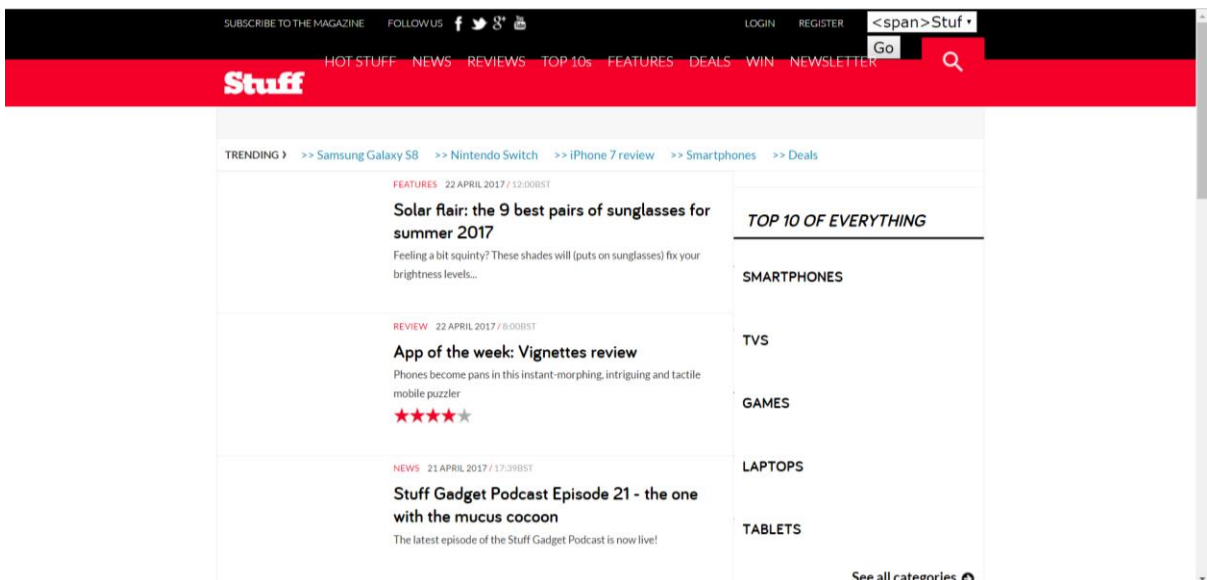 SUBSCRIBE TO THE MAGAZINE FOLLOW US f g+ You Tube LOGIN REGISTER <span>Stuf
Go
HOT STUFF NEWS REVIEWS TOP 10s FEATURES DEALS WIN NEWSLETTER
Stuff
TRENDING > >> Samsung Galaxy S8 >> Nintendo Switch >> iPhone 7 review >> Smartphones >> Deals
FEATURES 22 APRIL 2017 / 12:00BST
Solar flair: the 9 best pairs of sunglasses for
summer 2017
Feeling a bit squinty? These shades will (puts on sunglasses) fix your
brightness levels...
REVIEW 22 APRIL 2017 / 8:00BST
App of the week: Vignettes review
Phones become pans in this instant-morphing, intriguing and tactile
mobile puzzler
NEWS 21 APRIL 2017 / 17:39BST
Stuff Gadget Podcast Episode 21 - the one
with the mucus cocoon
The latest episode of the Stuff Gadget Podcast is now live!
TOP 10 OF EVERYTHING
SMARTPHONES
TVS
GAMES
LAPTOPS
TABLETS
See all categories